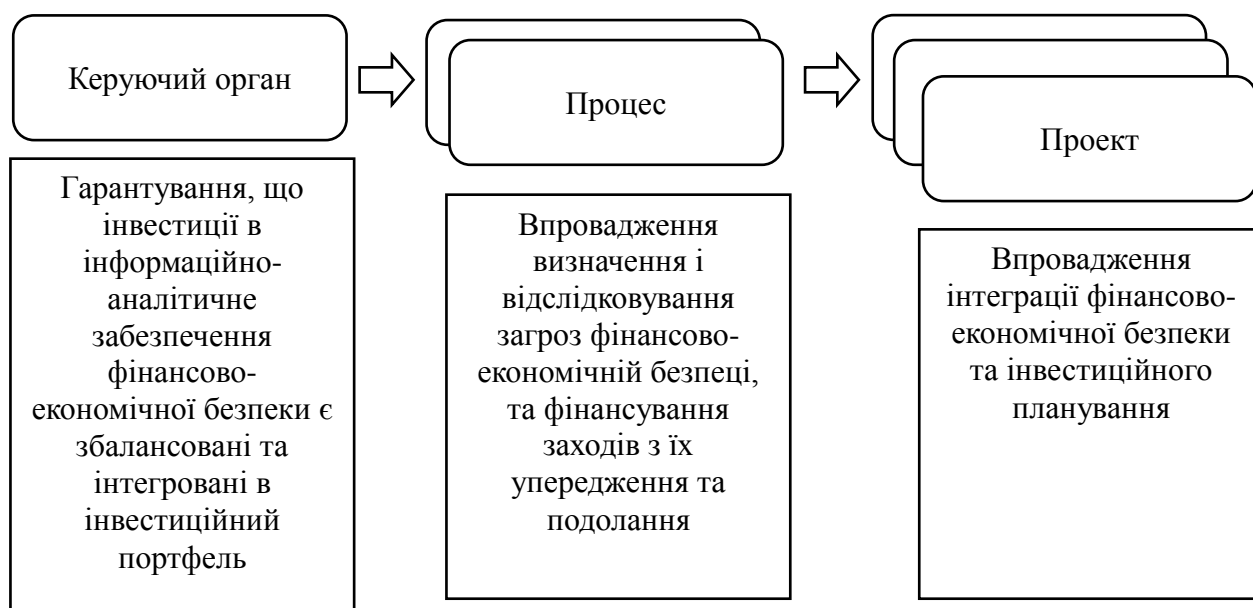 Керуючий орган
Процес
Проект
Гарантування, що
інвестиції в
інформаційно-
аналітичне
забезпечення
фінансово-
економічної безпеки є
збалансовані та
інтегровані в
інвестиційний
портфель
Впровадження
визначення і
відслідковування
загроз фінансово-
економічній безпеці,
та фінансування
заходів з їх
упередження та
подолання
Впровадження
інтеграції фінансово-
економічної безпеки
та інвестиційного
планування